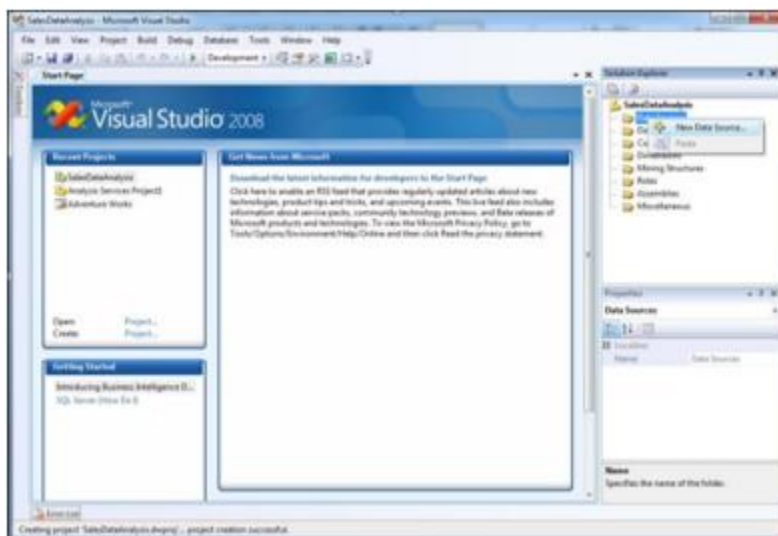 SalesDataAnalysis - Microsoft Visual Studio
File Edit View Project Build Debug Database Tools Window Help
Development
Toolbox
Start Page
Microsoft
Visual Studio 2008
Recent Projects
SalesDataAnalysis
Analysis Services Project1
Adventure Works
Open: Project...
Create: Project...
Getting Started
Introducing Business Intelligence D...
SQL Server (How Do I)
Get News from Microsoft
Download the latest information for developers to the Start Page
Click here to enable an RSS feed that provides regularly updated articles about new
technologies, product tips and tricks, and upcoming events. This live feed also includes
information about service packs, community technology previews, and Beta releases of
Microsoft products and technologies. To view the Microsoft Privacy Policy, go to
Tools/Options/Environment/Help/Online and then click Read the privacy statement.
Solution Explorer
SalesDataAnalysis
New Data Source...
Paste
Dimensions
Mining Structures
Roles
Assemblies
Miscellaneous
Properties
Data Sources
Name Data Sources
Name
Specifies the name of the folder.
Error List
Creating project 'SalesDataAnalysis.dwproj'... project creation successful.